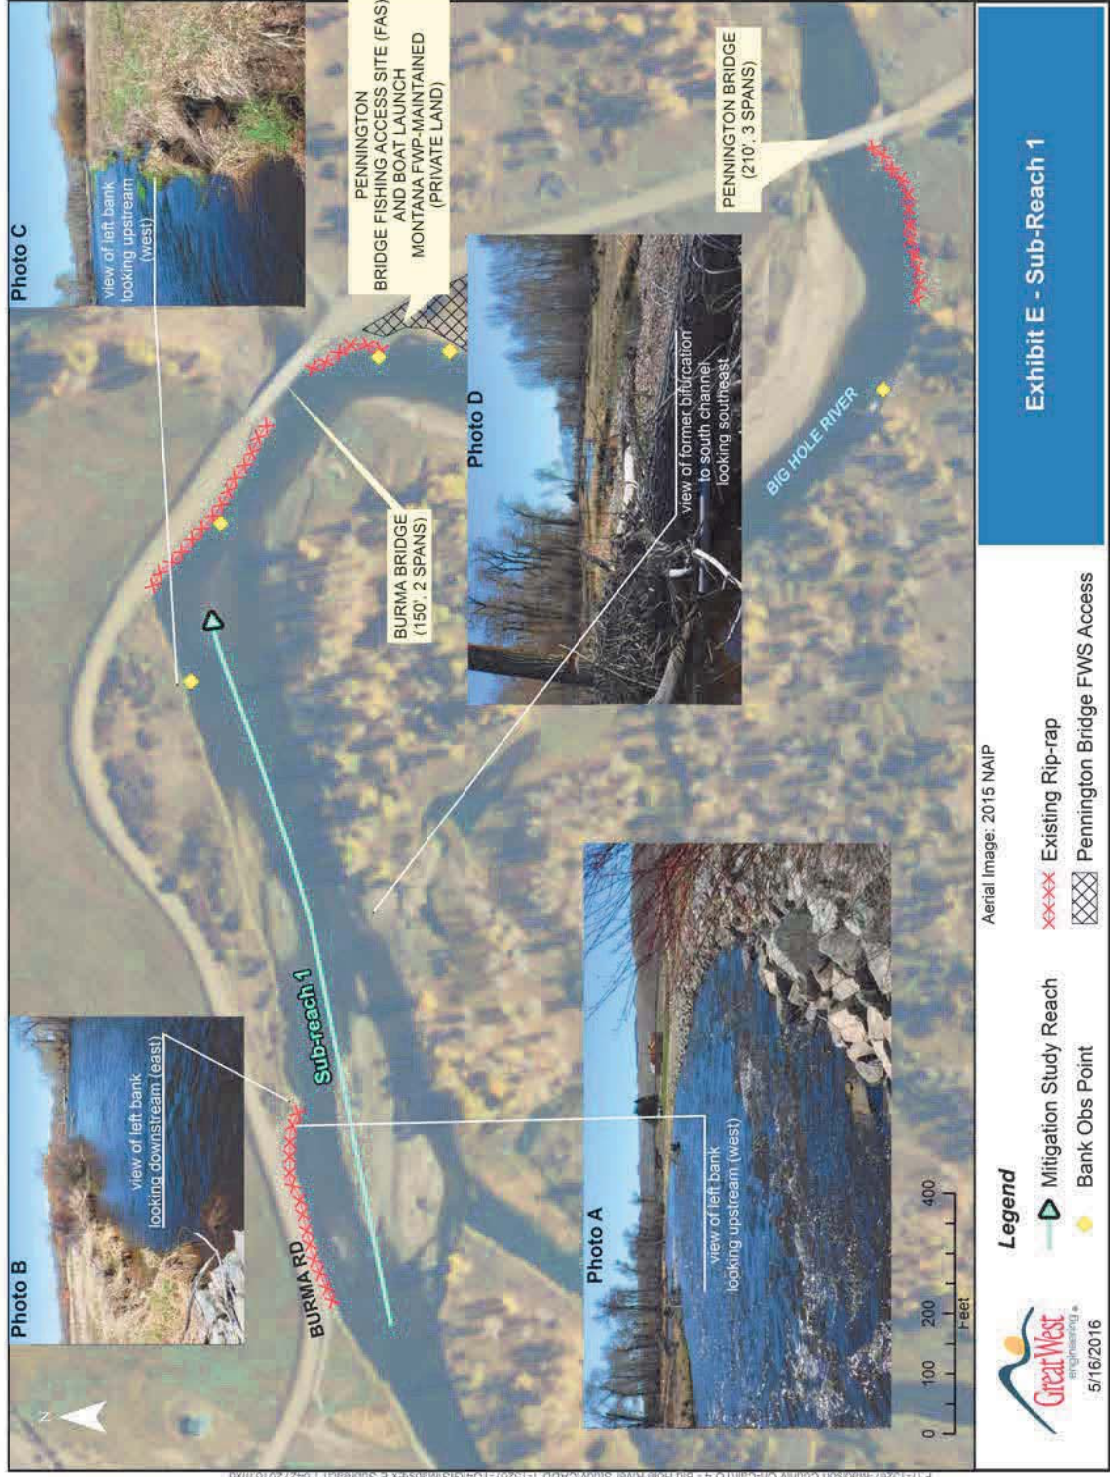 Photo B
view of left bank
looking downstream (east)
Photo C
view of left bank
looking upstream
(west)
PENNINGTON
BRIDGE FISHING ACCESS SITE (FAS)
AND BOAT LAUNCH
MONTANA FWP-MAINTAINED
(PRIVATE LAND)
N
BURMA RD
Sub-reach 1
BURMA BRIDGE
(150', 2 SPANS)
Photo D
view of former bifurcation
to south channel
looking southeast
PENNINGTON BRIDGE
(210', 3 SPANS)
BIG HOLE RIVER
Photo A
view of left bank
looking upstream (west)
0 100 200 400
Feet
Aerial Image: 2015 NAIP
Great West
engineering
5/16/2016
Legend
Mitigation Study Reach
Bank Obs Point
Existing Rip-rap
Pennington Bridge FWS Access
Exhibit E - Sub-Reach 1